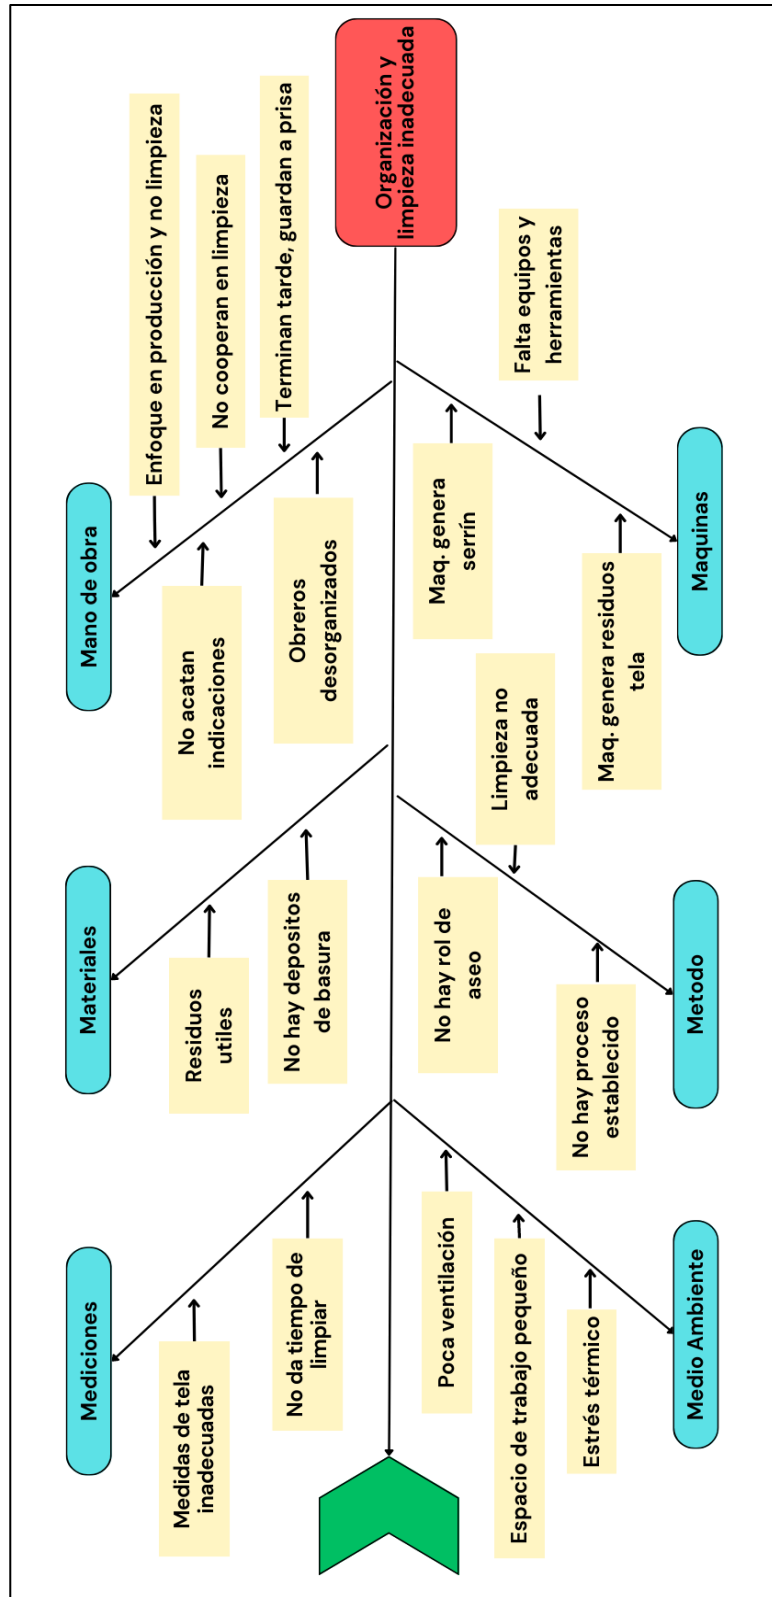 Mediciones
Materiales
Mano de obra
Medidas de tela
inadecuadas
No da tiempo de
limpiar
Residuos
utiles
No hay depositos
de basura
Enfoque en producción y no limpieza
No cooperan en limpieza
Terminan tarde, guardan a prisa
No acatan
indicaciones
Obreros
desorganizados
Organización y
limpieza inadecuada
Poca ventilación
Espacio de trabajo pequeño
Estrés térmico
No hay rol de
aseo
Limpieza no
adecuada
No hay proceso
establecido
Maq. genera
serrín
Falta equipos y
herramientas
Maq. genera residuos
tela
Medio Ambiente
Metodo
Maquinas